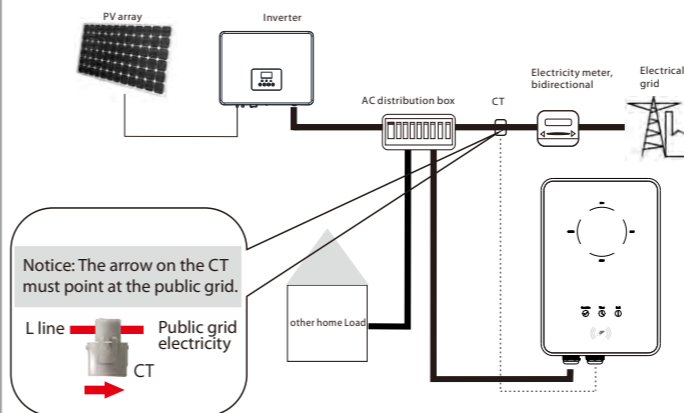 PV array
Inverter
Electricity meter,
bidirectional
Electrical
grid
AC distribution box
CT
Notice: The arrow on the CT
must point at the public grid.
L line
Public grid
electricity
CT
other home Load